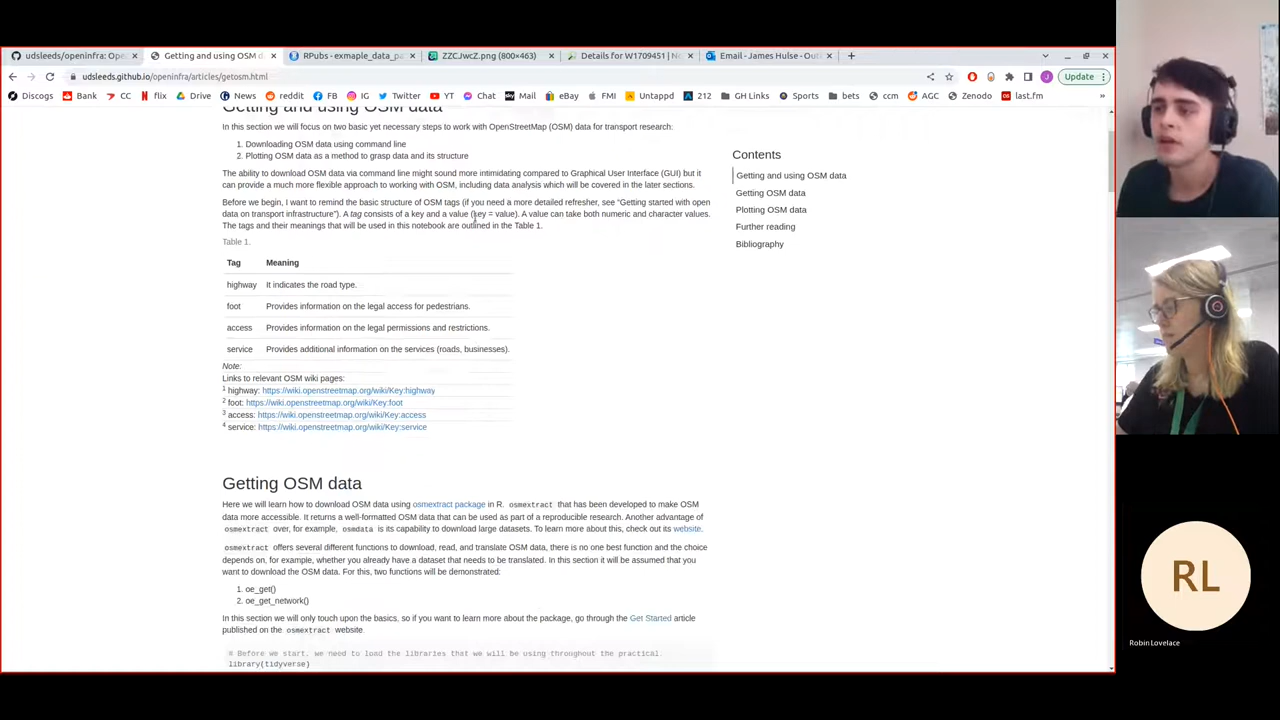 udsleeds/openinfra: Open
Getting and using OSM d
RPubs - exmaple_data_pa
ZZCJwcZ.png (800×463)
Details for W1709451 | Ne
Email - James Hulse - Outl
udsleeds.github.io/openinfra/articles/getosm.html
J
Update
Discogs
Bank
CC
flix
Drive
News
reddit
FB
IG
Twitter
YT
Chat
Mail
eBay
FMI
Untappd
212
GH Links
Sports
bets
ccm
AGC
Zenodo
last.fm
»
Getting and using OSM data
In this section we will focus on two basic yet necessary steps to work with OpenStreetMap (OSM) data for transport research:
1. Downloading OSM data using command line
2. Plotting OSM data as a method to grasp data and its structure
The ability to download OSM data via command line might sound more intimidating compared to Graphical User Interface (GUI) but it
can provide a much more flexible approach to working with OSM, including data analysis which will be covered in the later sections.
Before we begin, I want to remind the basic structure of OSM tags (if you need a more detailed refresher, see “Getting started with open
data on transport infrastructure”). A tag consists of a key and a value (key = value). A value can take both numeric and character values.
The tags and their meanings that will be used in this notebook are outlined in the Table 1.
Table 1.
Tag Meaning
highway It indicates the road type.
foot Provides information on the legal access for pedestrians.
access Provides information on the legal permissions and restrictions.
service Provides additional information on the services (roads, businesses).
Note:
Links to relevant OSM wiki pages:
1 highway: https://wiki.openstreetmap.org/wiki/Key:highway
2 foot: https://wiki.openstreetmap.org/wiki/Key:foot
3 access: https://wiki.openstreetmap.org/wiki/Key:access
4 service: https://wiki.openstreetmap.org/wiki/Key:service
Getting OSM data
Here we will learn how to download OSM data using osmextract package in R. osmextract that has been developed to make OSM
data more accessible. It returns a well-formatted OSM data that can be used as part of a reproducible research. Another advantage of
osmextract over, for example, osmdata is its capability to download large datasets. To learn more about this, check out its website.
osmextract offers several different functions to download, read, and translate OSM data, there is no one best function and the choice
depends on, for example, whether you already have a dataset that needs to be translated. In this section it will be assumed that you
want to download the OSM data. For this, two functions will be demonstrated:
1. oe_get()
2. oe_get_network()
In this section we will only touch upon the basics, so if you want to learn more about the package, go through the Get Started article
published on the osmextract website
# Before we start, we need to load the libraries that we will be using throughout the practical.
library(tidyverse)
Contents
Getting and using OSM data
Getting OSM data
Plotting OSM data
Further reading
Bibliography
RL
Robin Lovelace